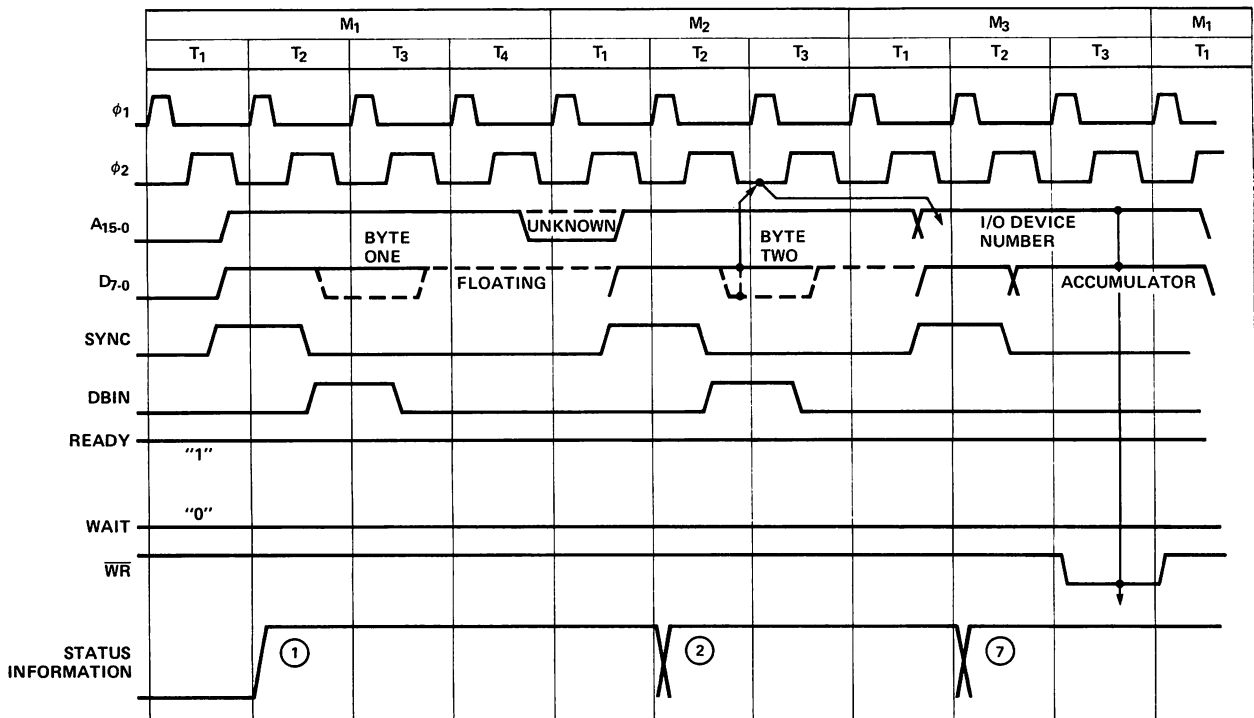 M1 M2 M3 M1
T1 T2 T3 T4 T1 T2 T3 T1 T2 T3 T1
ϕ1
ϕ2
A15-0
UNKNOWN
I/O DEVICE
NUMBER
BYTE
ONE
BYTE
TWO
D7-0
FLOATING
ACCUMULATOR
SYNC
DBIN
READY
"1"
"0"
WAIT
W̅R̅
STATUS
INFORMATION
1 2 7